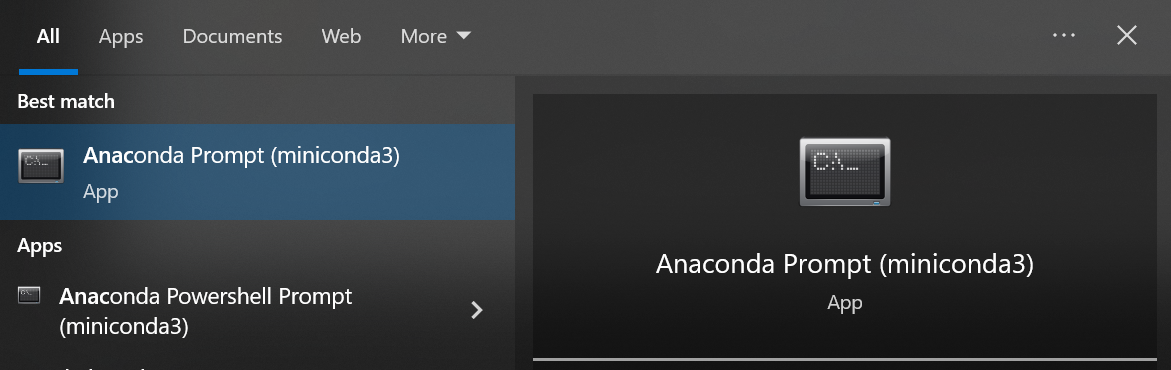 All Apps Documents Web More
Best match
Anaconda Prompt (miniconda3)
App
Apps
Anaconda Powershell Prompt
(miniconda3)
C:\_
Anaconda Prompt (miniconda3)
App